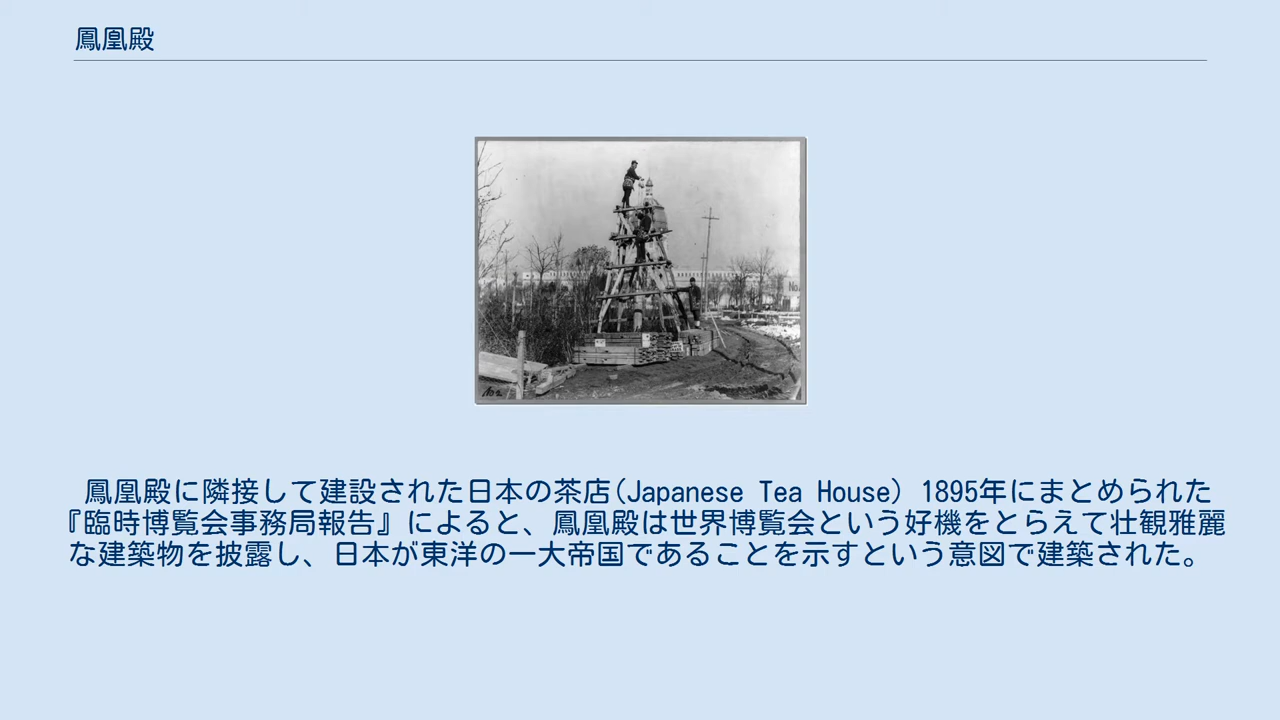 鳳凰殿
No.
No 2
鳳凰殿に隣接して建設された日本の茶店(Japanese Tea House) 1895年にまとめられた
『臨時博覧会事務局報告』によると、鳳凰殿は世界博覧会という好機をとらえて壮観雅麗
な建築物を披露し、日本が東洋の一大帝国であることを示すという意図で建築された。